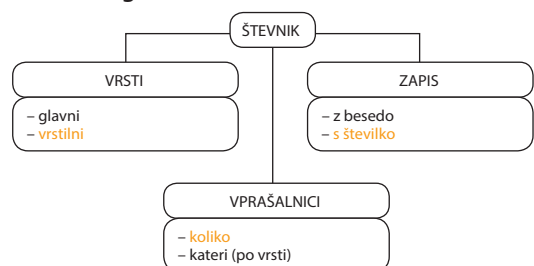 ŠTEVNIK
VRSTI
– glavni
– vrstilni
ZAPIS
– z besedo
– s številko
VPRAŠALNICI
– koliko
– kateri (po vrsti)